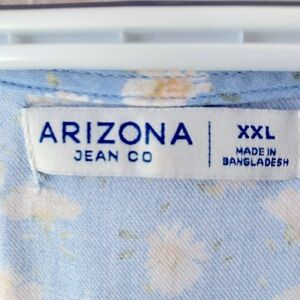 ARIZONA
JEAN CO
XXL
MADE IN
BANGLADESH